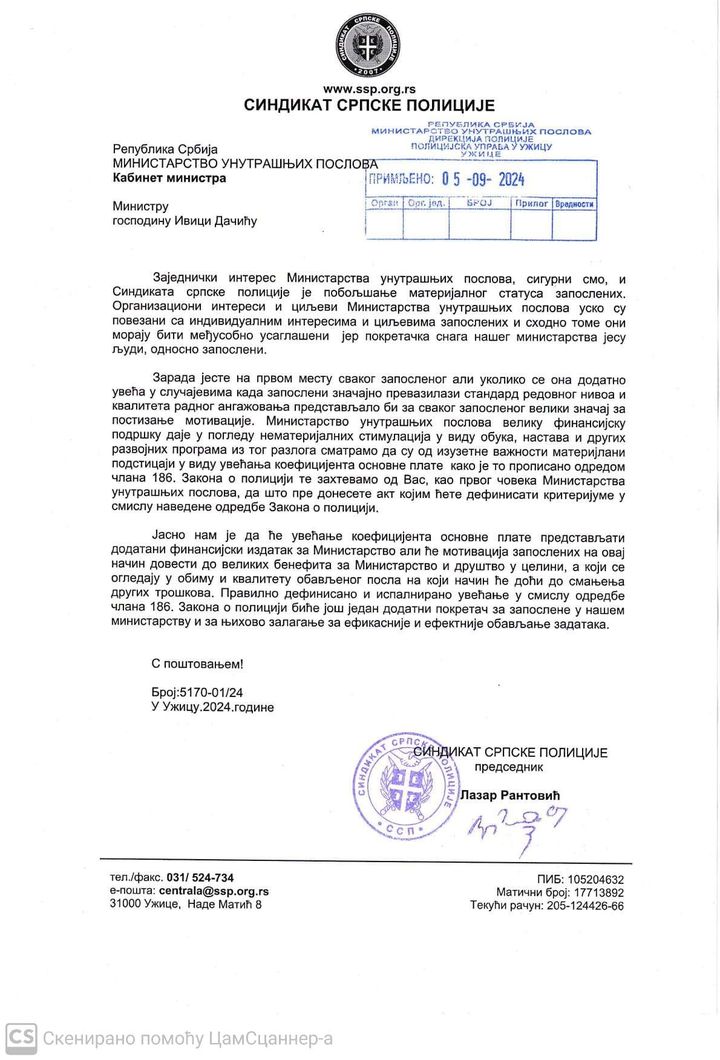 СИНДИКАТ СРПСКЕ ПОЛИЦИЈЕ
• 2007 •
www.ssp.org.rs
СИНДИКАТ СРПСКЕ ПОЛИЦИЈЕ
РЕПУБЛИКА СРБИЈА
МИНИСТАРСТВО УНУТРАШЊИХ ПОСЛОВА
ДИРЕКЦИЈА ПОЛИЦИЈЕ
ПОЛИЦИЈСКА УПРАВА У УЖИЦУ
УЖИЦЕ
ПРИМЉЕНО: 05-09-2024
Орган Орг. јед. БРОЈ Прилог Вредности
Република Србија
МИНИСТАРСТВО УНУТРАШЊИХ ПОСЛОВА
Кабинет министра
Министру
господину Ивици Дачићу
Заједнички интерес Министарства унутрашњих послова, сигурни смо, и
Синдиката српске полиције је побољшање материјалног статуса запослених.
Организациони интереси и циљеви Министарства унутрашњих послова уско су
повезани са индивидуалним интересима и циљевима запослених и сходно томе они
морају бити међусобно усаглашени јер покретачка снага нашег министарства јесу
људи, односно запослени.
Зарада јесте на првом месту сваког запосленог али уколико се она додатно
увећа у случајевима када запослени значајно превазилази стандард редовног нивоа и
квалитета радног ангажовања представљало би за сваког запосленог велики значај за
постизање мотивације. Министарство унутрашњих послова велику финансијску
подршку даје у погледу нематеријалних стимулација у виду обука, настава и других
развојних програма из тог разлога сматрамо да су од изузетне важности материјлани
подстицаји у виду увећања коефицијента основне плате како је то прописано одредом
члана 186. Закона о полицији те захтевамо од Вас, као првог човека Министарства
унутрашњих послова, да што пре донесете акт којим ћете дефинисати критеријуме у
смислу наведене одредбе Закона о полицији.
Јасно нам је да ће увећање коефицијента основне плате представљати
додатани финансијски издатак за Министарство али ће мотивација запослених на овај
начин довести до великих бенефита за Министарство и друштво у целини, а који се
огледају у обиму и квалитету обављеног посла на који начин ће доћи до смањења
других трошкова. Правилно дефинисано и испалнирано увећање у смислу одредбе
члана 186. Закона о полицији биће још један додатни покретач за запослене у нашем
министарству и за њихово залагање за ефикасније и ефектније обављање задатака.
С поштовањем!
Број:5170-01/24
У Ужицу.2024.године
СИНДИКАТ СРПСКЕ ПОЛИЦИЈЕ
председник
Лазар Рантовић
СИНДИКАТ СРПСКЕ ПОЛИЦИЈЕ
• ССП •
тел./факс. 031/ 524-734
е-пошта: centrala@ssp.org.rs
31000 Ужице, Наде Матић 8
ПИБ: 105204632
Матични број: 17713892
Текући рачун: 205-124426-66
CS Скенирано помоћу ЦамСцаннер-а